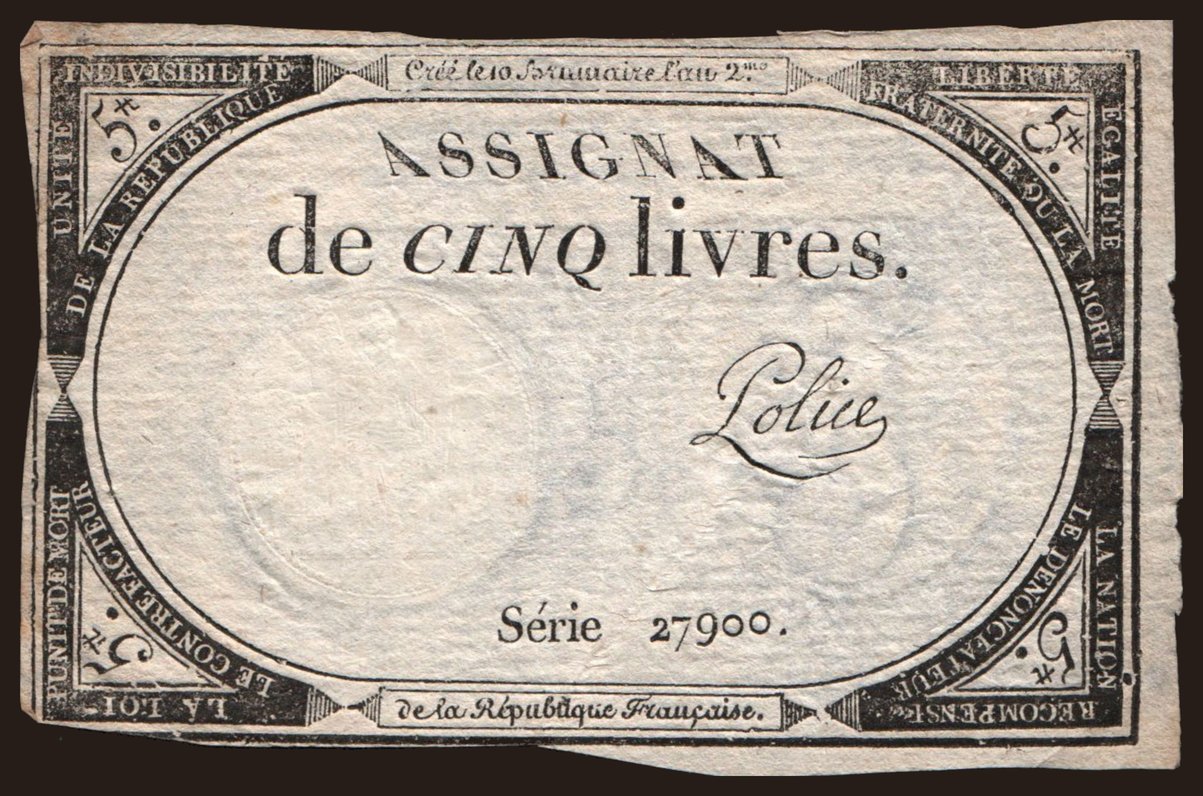 Créé le 10 Brumaire l'an 2.me
UNITÉ INDIVISIBILITÉ
DE LA RÉPUBLIQUE
5#.
LIBERTÉ ÉGALITÉ
FRATERNITÉ OU LA MORT
5#.
ASSIGNAT
de CINQ livres.
Police
Série 27900.
LA LOI PUNIT DE MORT
LE CONTREFACTEUR
5#.
LA NATION RECOMPENSE
LE DENONCIATEUR
5#.
de la République Française.